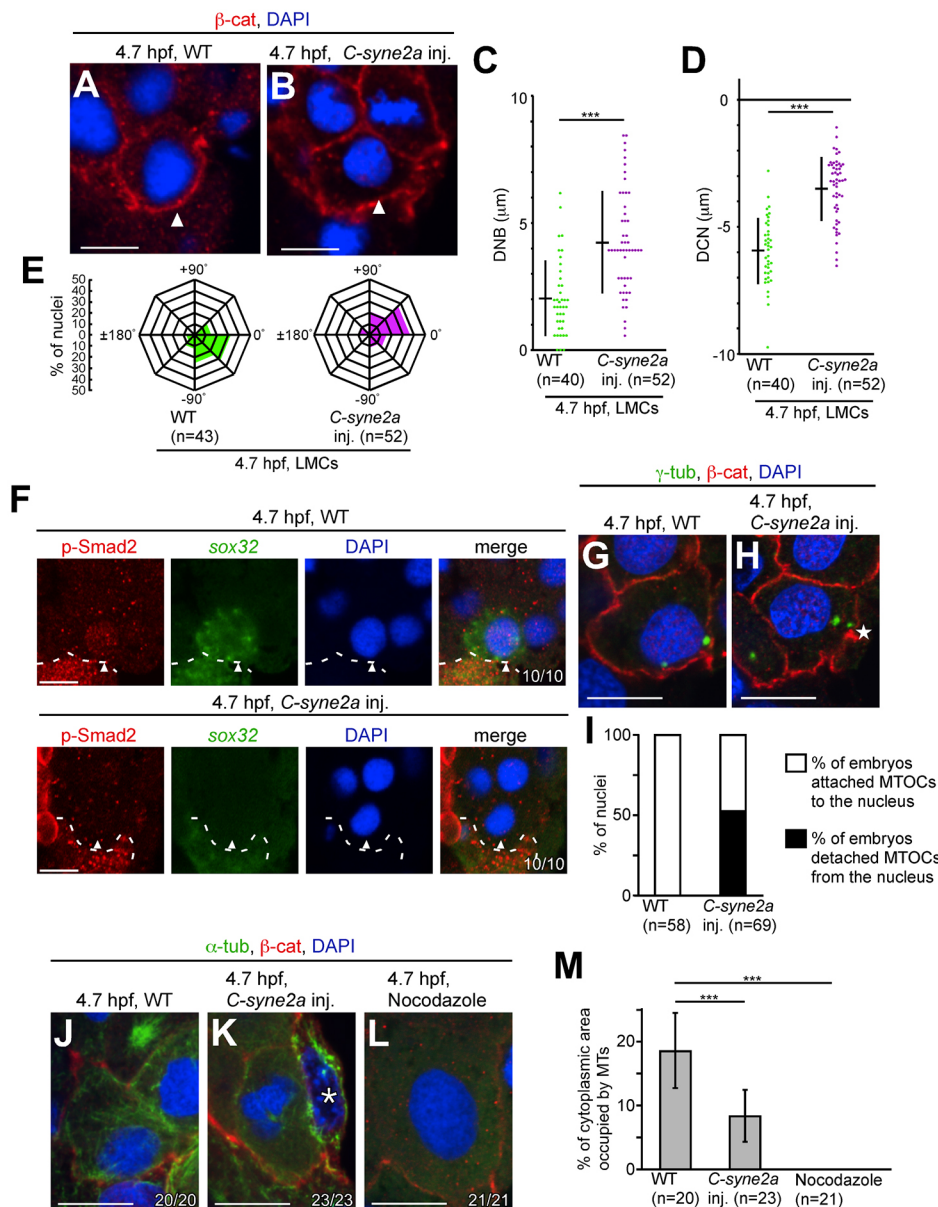 β-cat, DAPI
4.7 hpf, WT
4.7 hpf, C-syne2a inj.
A
B
C
DNB (μm)
10
5
0
***
WT
(n=40)
C-syne2a
inj. (n=52)
4.7 hpf, LMCs
D
DCN (μm)
0
-5
-10
***
WT
(n=40)
C-syne2a
inj. (n=52)
4.7 hpf, LMCs
E
% of nuclei
50
40
30
20
10
0
10
20
30
40
50
+90°
±180°
0°
-90°
WT
(n=43)
+90°
±180°
0°
-90°
C-syne2a
inj. (n=52)
4.7 hpf, LMCs
F
4.7 hpf, WT
p-Smad2
sox32
DAPI
merge
10/10
4.7 hpf, C-syne2a inj.
p-Smad2
sox32
DAPI
merge
10/10
γ-tub, β-cat, DAPI
4.7 hpf, WT
4.7 hpf,
C-syne2a inj.
G
H
I
% of nuclei
100
50
0
WT
(n=58)
C-syne2a
inj. (n=69)
% of embryos
attached MTOCs
to the nucleus
% of embryos
detached MTOCs
from the nucleus
α-tub, β-cat, DAPI
4.7 hpf, WT
4.7 hpf,
C-syne2a inj.
4.7 hpf,
Nocodazole
J
20/20
K
*
23/23
L
21/21
M
% of cytoplasmic area
occupied by MTs
20
10
0
***
***
WT
(n=20)
C-syne2a
inj. (n=23)
Nocodazole
(n=21)